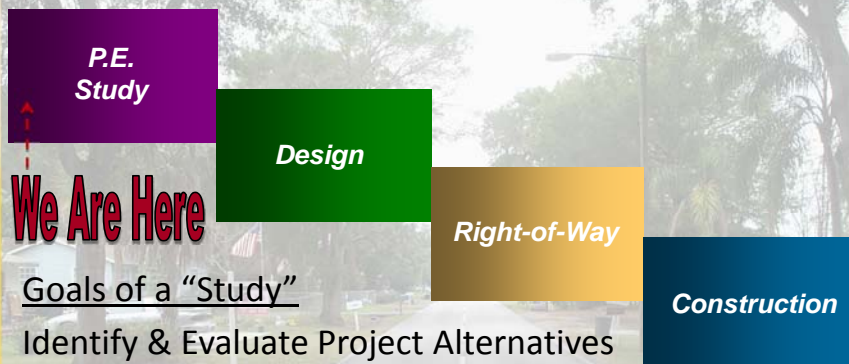 P.E.
Study
Design
We Are Here
Right-of-Way
Construction
Goals of a “Study”
Identify & Evaluate Project Alternatives